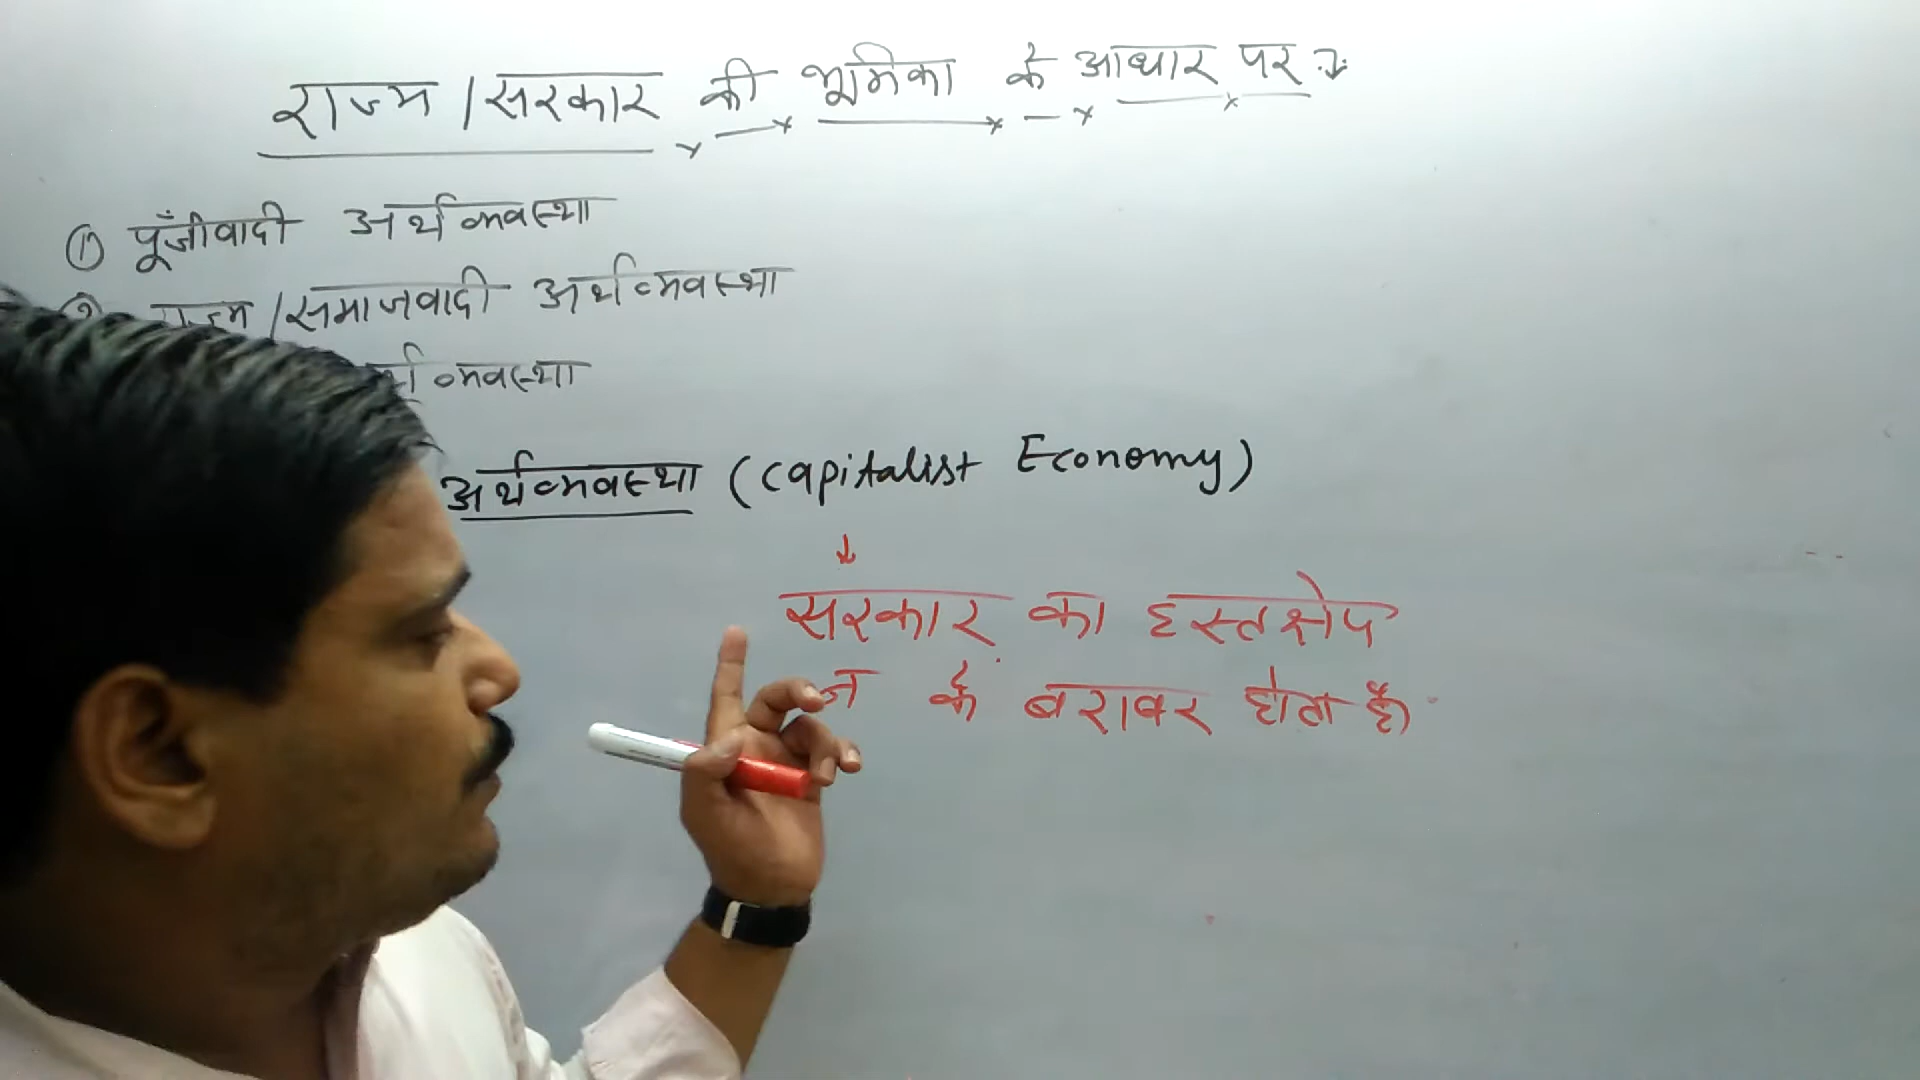 राज्य / सरकार की भूमिका के आधार पर :-
① पूँजीवादी अर्थव्यवस्था
राज्य / समाजवादी अर्थव्यवस्था
अर्थव्यवस्था
अर्थव्यवस्था (Capitalist Economy)
↓
सरकार का हस्तक्षेप
न के बराबर होता है